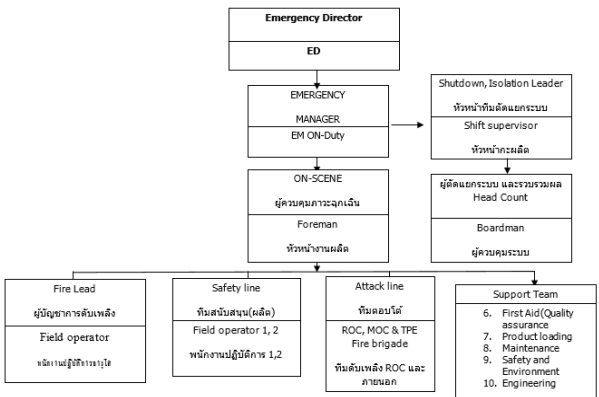 Emergency Director
ED
EMERGENCY
MANAGER
EM ON-Duty
Shutdown, Isolation Leader
หัวหน้าทีมตัดแยกระบบ
Shift supervisor
หัวหน้ากะผลิต
ON-SCENE
ผู้ควบคุมภาวะฉุกเฉิน
Foreman
หัวหน้างานผลิต
ผู้ตัดแยกระบบ และรวบรวมผล
Head Count
Boardman
ผู้ควบคุมระบบ
Fire Lead
ผู้บัญชาการดับเพลิง
Field operator
Safety line
ทีมสนับสนุน(ผลิต)
Field operator 1, 2
พนักงานปฏิบัติการ 1,2
Attack line
ทีมตอบโต้
ROC, MOC & TPE
Fire brigade
ทีมดับเพลิง ROC และ
ภายนอก
Support Team
6. First Aid(Quality
assurance
7. Product loading
8. Maintenance
9. Safety and
Environment
10. Engineering